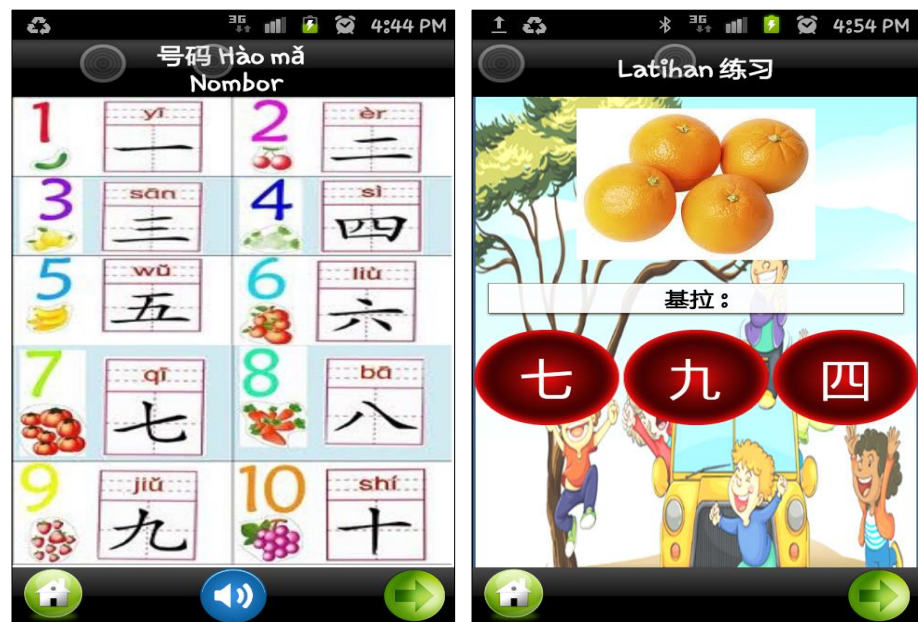 3G 4:44 PM
号码 Hào mǎ
Nombor
1 yī 一
2 èr 二
3 sān 三
4 sì 四
5 wǔ 五
6 liù 六
7 qī 七
8 bā 八
9 jiǔ 九
10 shí 十
3G 4:54 PM
Latihan 练习
基拉：
七 九 四